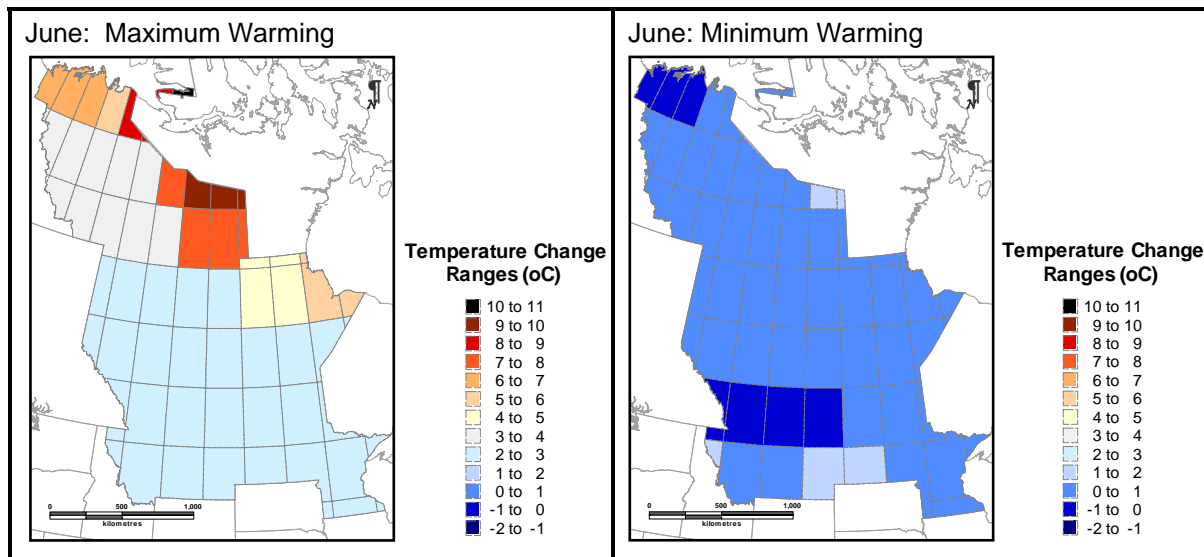 June: Maximum Warming
Temperature Change
Ranges (oC)
10 to 11
9 to 10
8 to 9
7 to 8
6 to 7
5 to 6
4 to 5
3 to 4
2 to 3
1 to 2
0 to 1
-1 to 0
-2 to -1
0 500 1,000
kilometres
June: Minimum Warming
Temperature Change
Ranges (oC)
10 to 11
9 to 10
8 to 9
7 to 8
6 to 7
5 to 6
4 to 5
3 to 4
2 to 3
1 to 2
0 to 1
-1 to 0
-2 to -1
0 500 1,000
kilometres